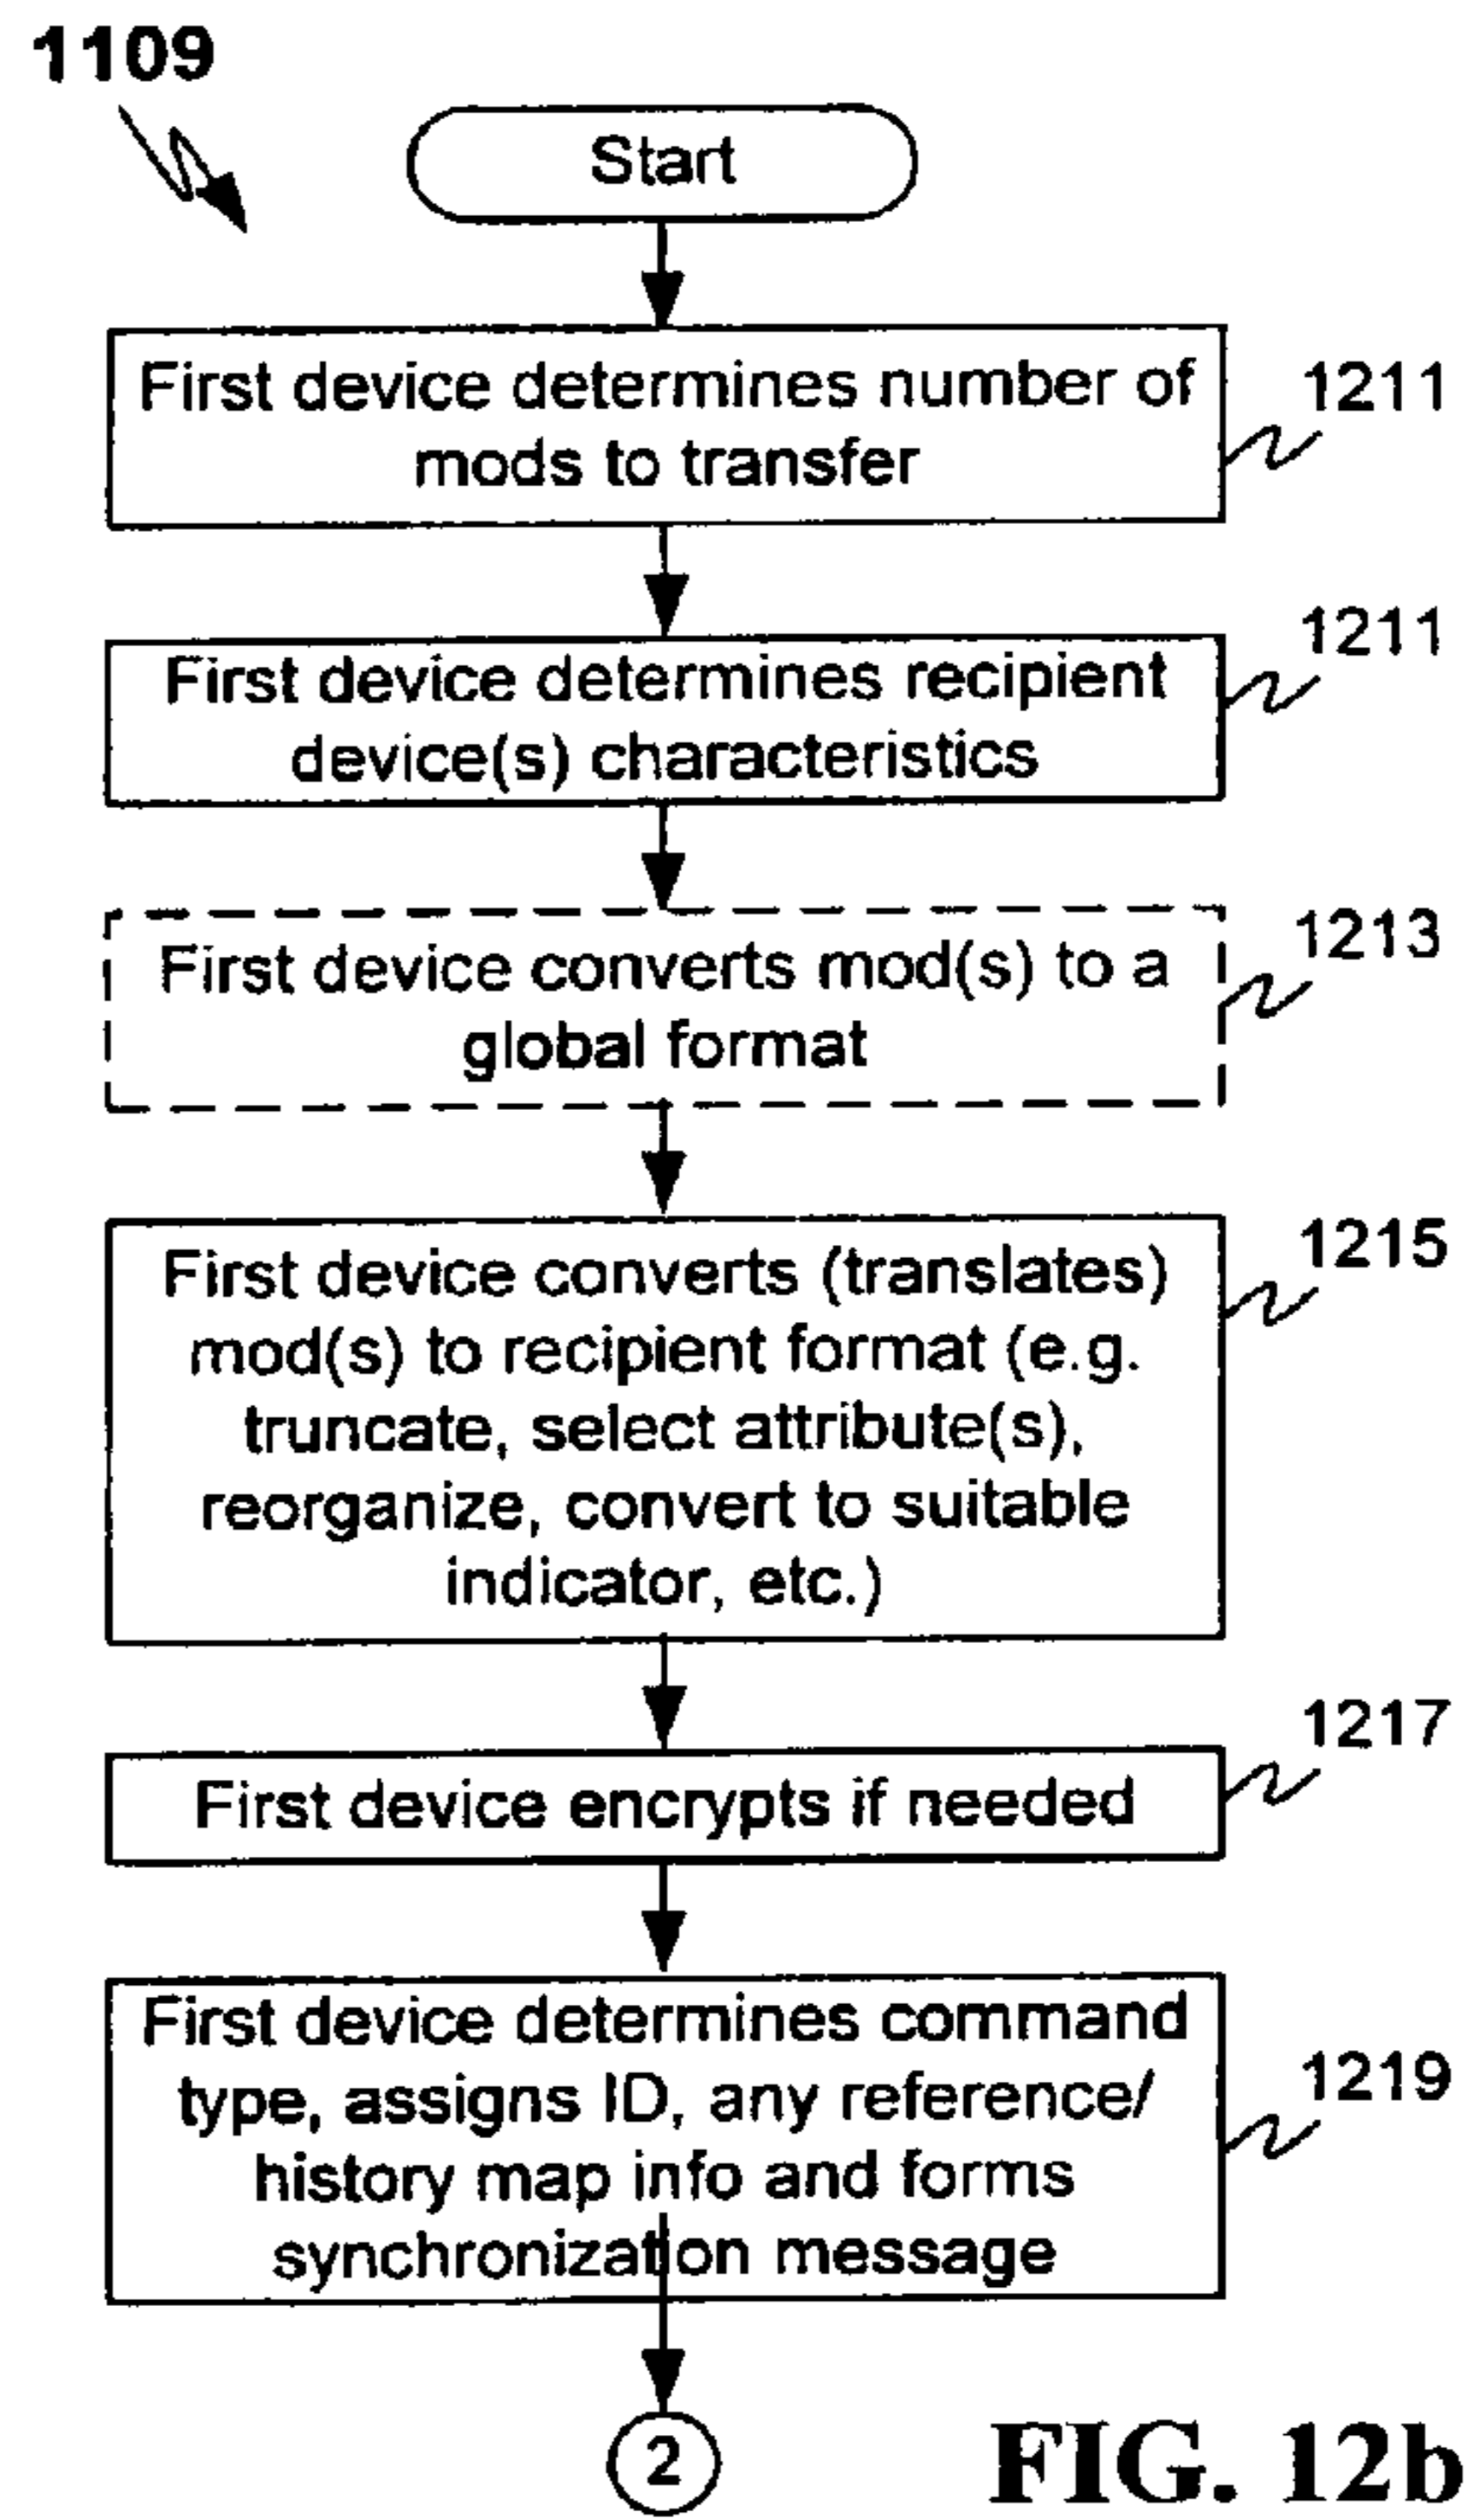 1109
Start
First device determines number of
mods to transfer
1211
First device determines recipient
device(s) characteristics
1211
First device converts mod(s) to a
global format
1213
First device converts (translates)
mod(s) to recipient format (e.g.
truncate, select attribute(s),
reorganize, convert to suitable
indicator, etc.)
1215
First device encrypts if needed
1217
First device determines command
type, assigns ID, any reference/
history map info and forms
synchronization message
1219
2
FIG. 12b